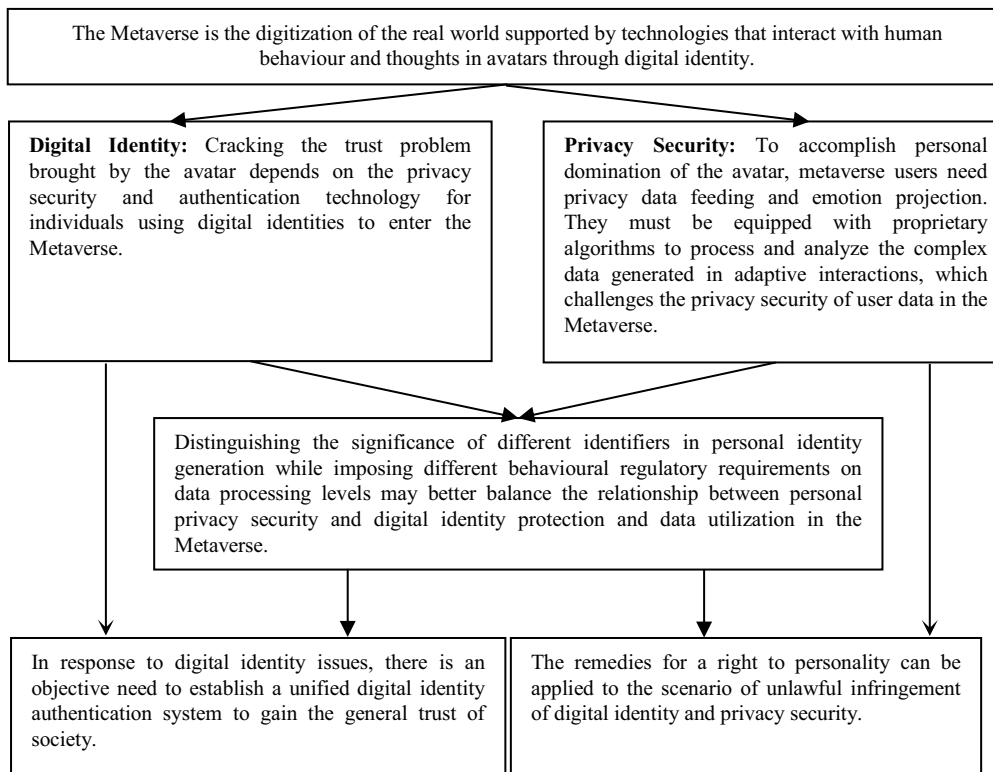 The Metaverse is the digitization of the real world supported by technologies that interact with human
behaviour and thoughts in avatars through digital identity.
Digital Identity: Cracking the trust problem
brought by the avatar depends on the privacy
security and authentication technology for
individuals using digital identities to enter the
Metaverse.
Privacy Security: To accomplish personal
domination of the avatar, metaverse users need
privacy data feeding and emotion projection.
They must be equipped with proprietary
algorithms to process and analyze the complex
data generated in adaptive interactions, which
challenges the privacy security of user data in the
Metaverse.
Distinguishing the significance of different identifiers in personal identity
generation while imposing different behavioural regulatory requirements on
data processing levels may better balance the relationship between personal
privacy security and digital identity protection and data utilization in the
Metaverse.
In response to digital identity issues, there is an
objective need to establish a unified digital identity
authentication system to gain the general trust of
society.
The remedies for a right to personality can be
applied to the scenario of unlawful infringement
of digital identity and privacy security.